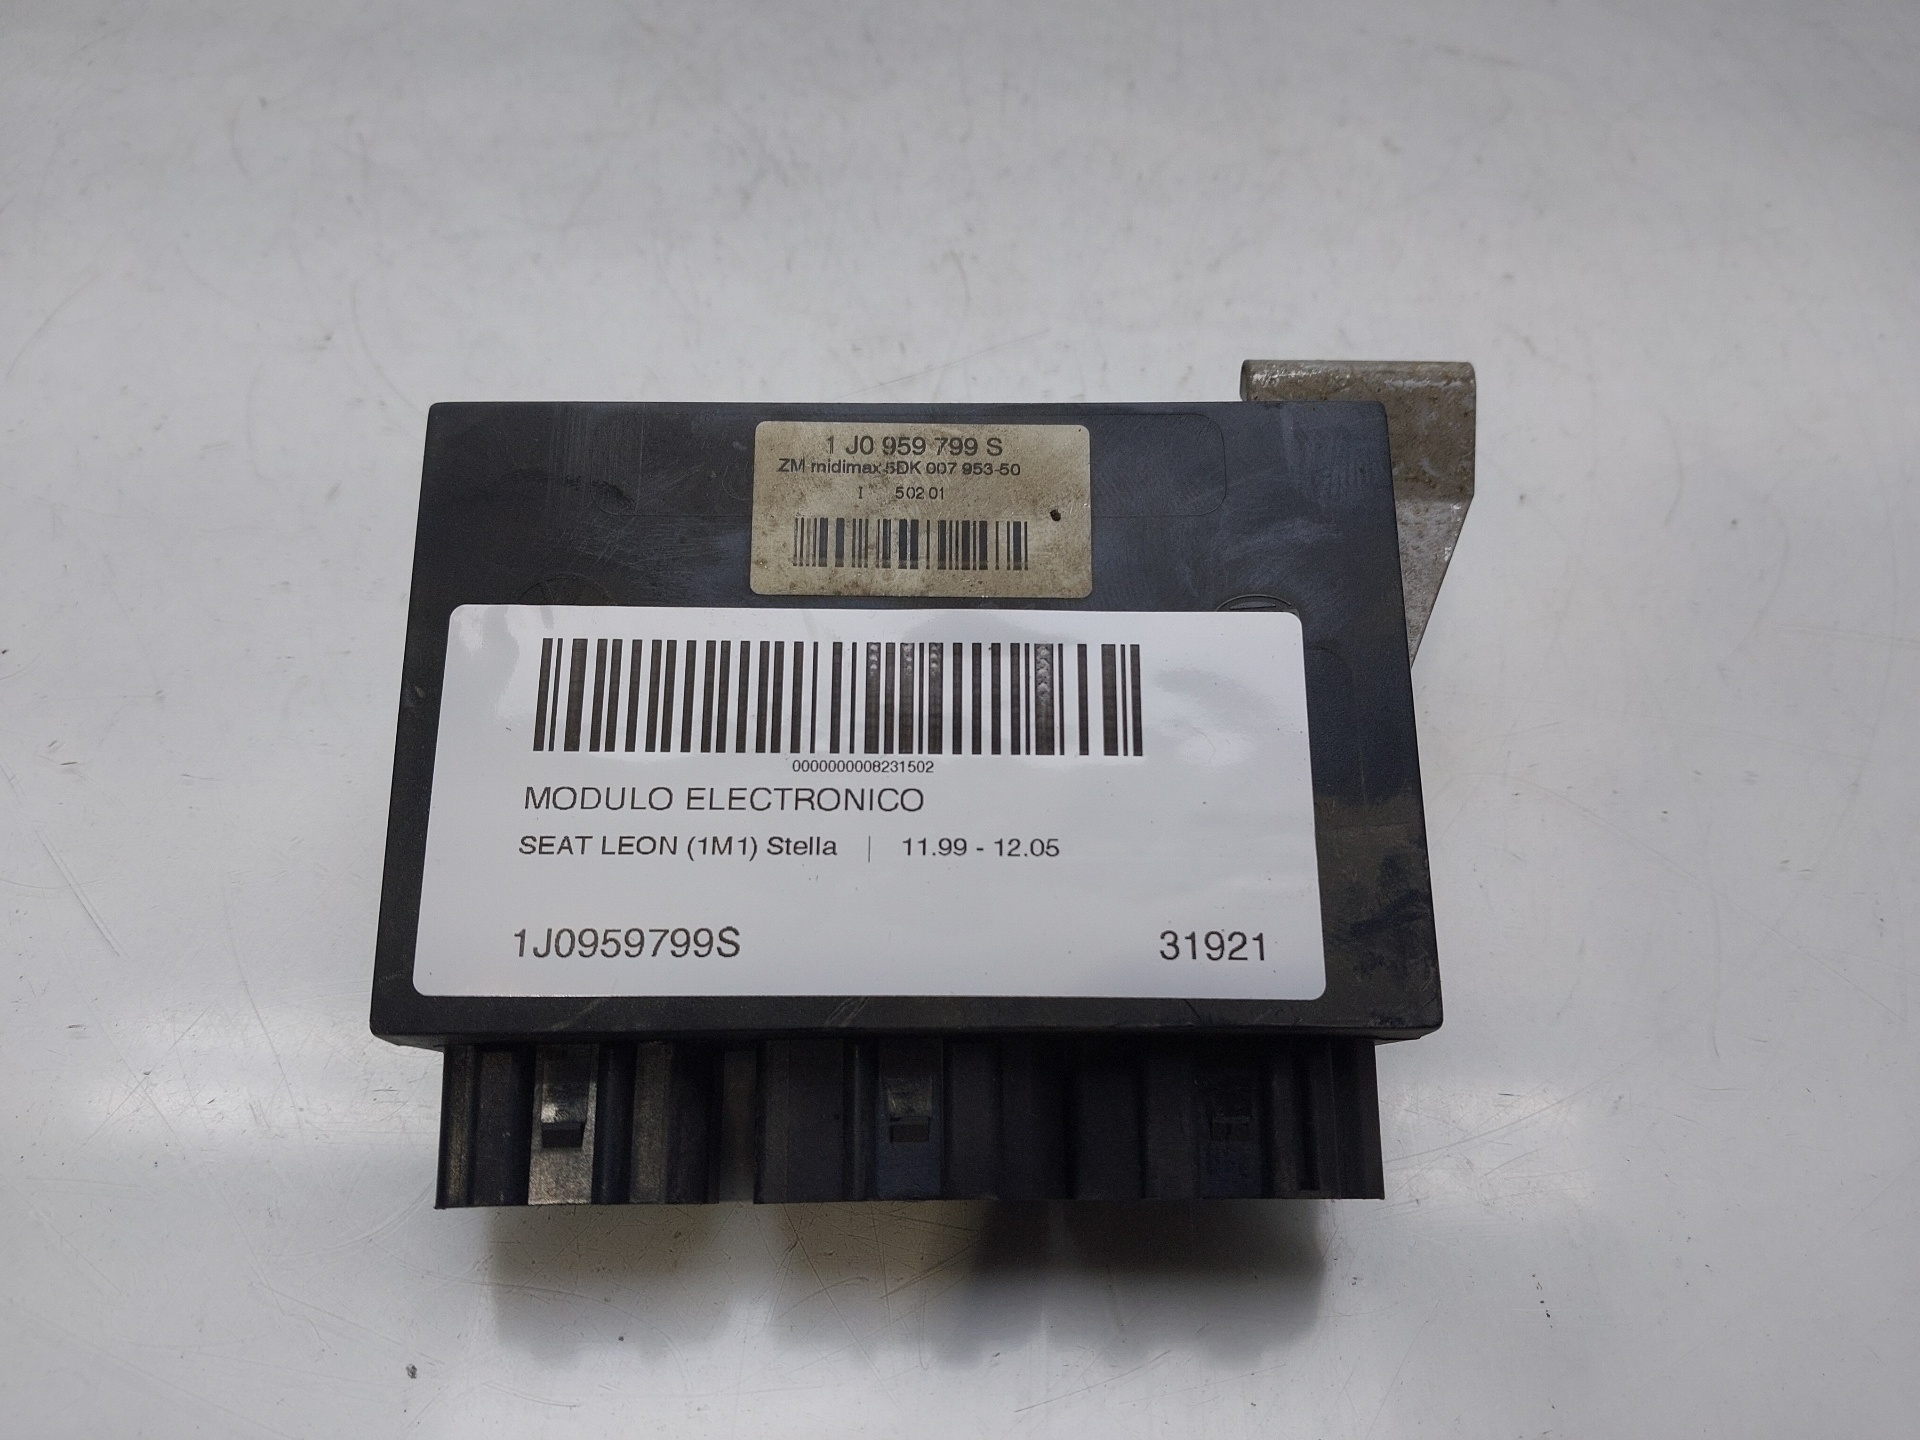 1 J0 959 799 S
ZM midimax 5DK 007 953-50
I 502 01
0000000008231502
MODULO ELECTRONICO
SEAT LEON (1M1) Stella | 11.99 - 12.05
1J0959799S 31921